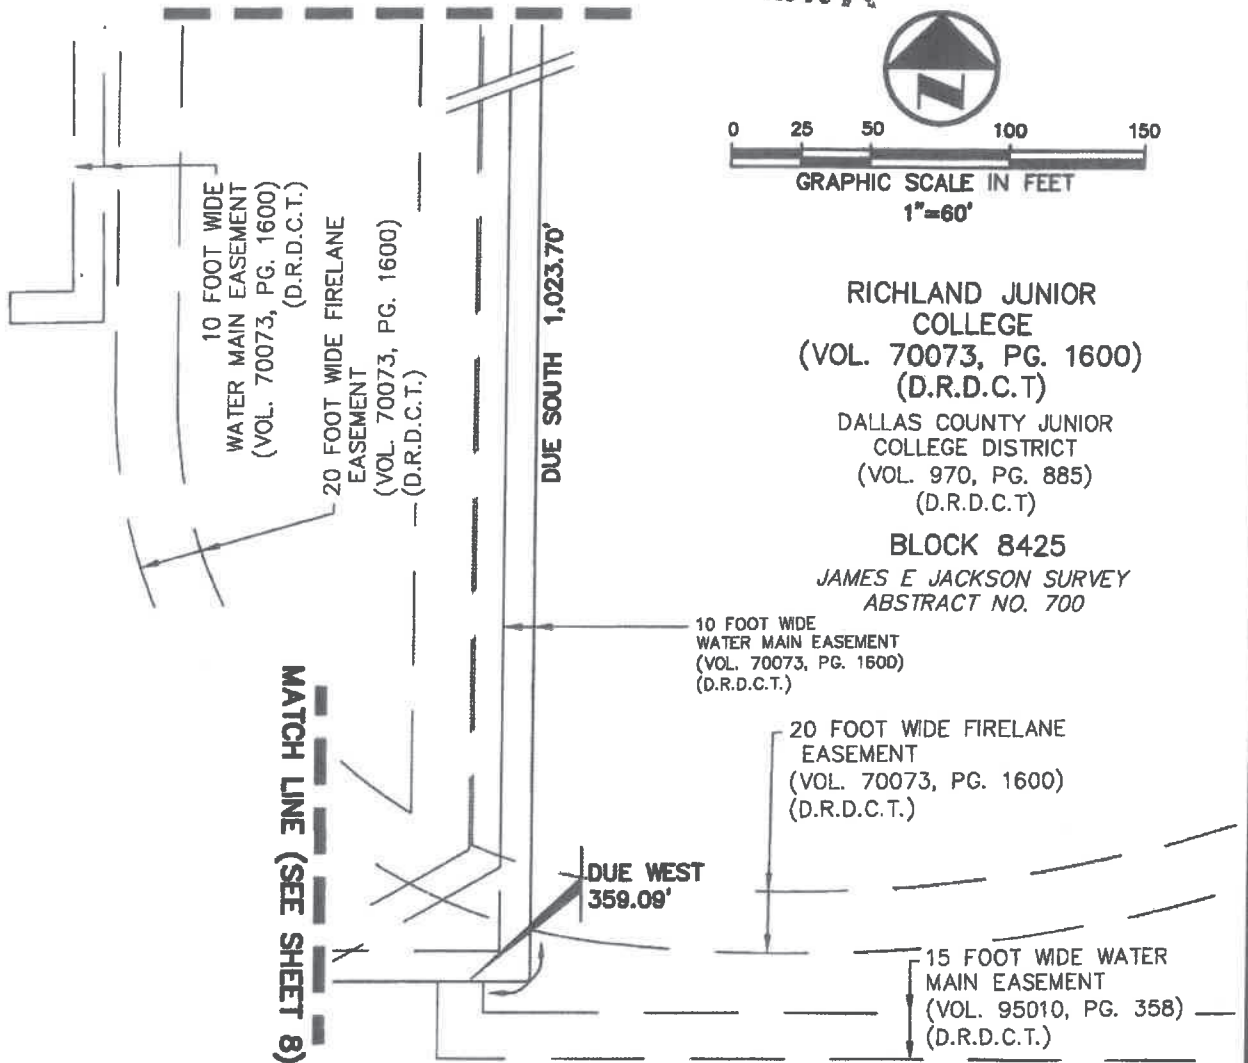 0 25 50 100 150
GRAPHIC SCALE IN FEET
1"=60'
10 FOOT WIDE
WATER MAIN EASEMENT
(VOL. 70073, PG. 1600)
(D.R.D.C.T.)
20 FOOT WIDE FIRELANE
EASEMENT
(VOL. 70073, PG. 1600)
(D.R.D.C.T.)
DUE SOUTH 1,023.70'
RICHLAND JUNIOR
COLLEGE
(VOL. 70073, PG. 1600)
(D.R.D.C.T)
DALLAS COUNTY JUNIOR
COLLEGE DISTRICT
(VOL. 970, PG. 885)
(D.R.D.C.T)
BLOCK 8425
JAMES E JACKSON SURVEY
ABSTRACT NO. 700
10 FOOT WIDE
WATER MAIN EASEMENT
(VOL. 70073, PG. 1600)
(D.R.D.C.T.)
MATCH LINE (SEE SHEET 8)
20 FOOT WIDE FIRELANE
EASEMENT
(VOL. 70073, PG. 1600)
(D.R.D.C.T.)
DUE WEST
359.09'
15 FOOT WIDE WATER
MAIN EASEMENT
(VOL. 95010, PG. 358)
(D.R.D.C.T.)